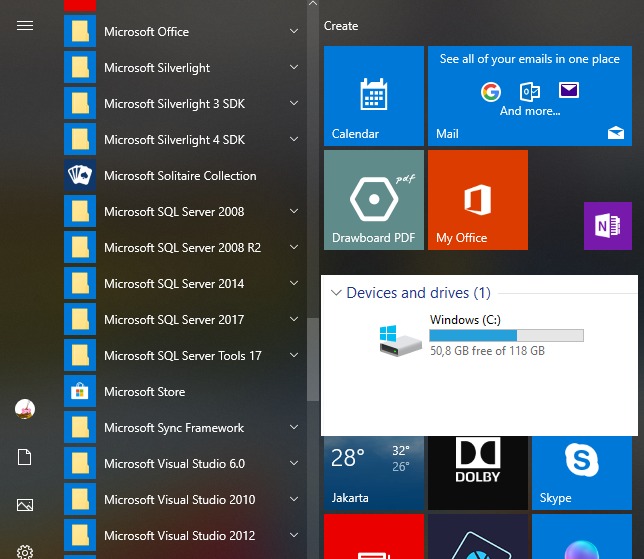 Microsoft Office
Microsoft Silverlight
Microsoft Silverlight 3 SDK
Microsoft Silverlight 4 SDK
Microsoft Solitaire Collection
Microsoft SQL Server 2008
Microsoft SQL Server 2008 R2
Microsoft SQL Server 2014
Microsoft SQL Server 2017
Microsoft SQL Server Tools 17
Microsoft Store
Microsoft Sync Framework
Microsoft Visual Studio 6.0
Microsoft Visual Studio 2010
Microsoft Visual Studio 2012
Create
Calendar
See all of your emails in one place
And more...
Mail
pdf
Drawboard PDF
My Office
N
Devices and drives (1)
Windows (C:)
50,8 GB free of 118 GB
28° 32°
26°
Jakarta
DOLBY
Skype